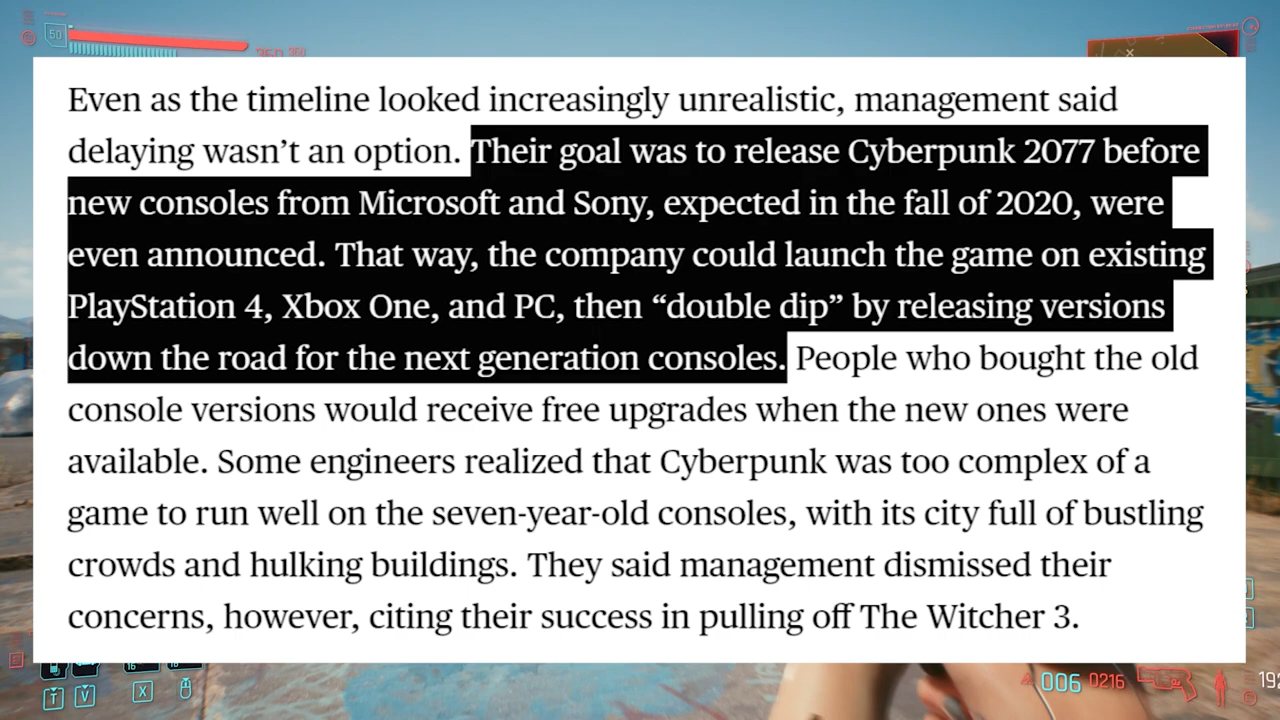 50
Even as the timeline looked increasingly unrealistic, management said
delaying wasn’t an option. Their goal was to release Cyberpunk 2077 before
new consoles from Microsoft and Sony, expected in the fall of 2020, were
even announced. That way, the company could launch the game on existing
PlayStation 4, Xbox One, and PC, then “double dip” by releasing versions
down the road for the next generation consoles. People who bought the old
console versions would receive free upgrades when the new ones were
available. Some engineers realized that Cyberpunk was too complex of a
game to run well on the seven-year-old consoles, with its city full of bustling
crowds and hulking buildings. They said management dismissed their
concerns, however, citing their success in pulling off The Witcher 3.
T V X
006 0216
192